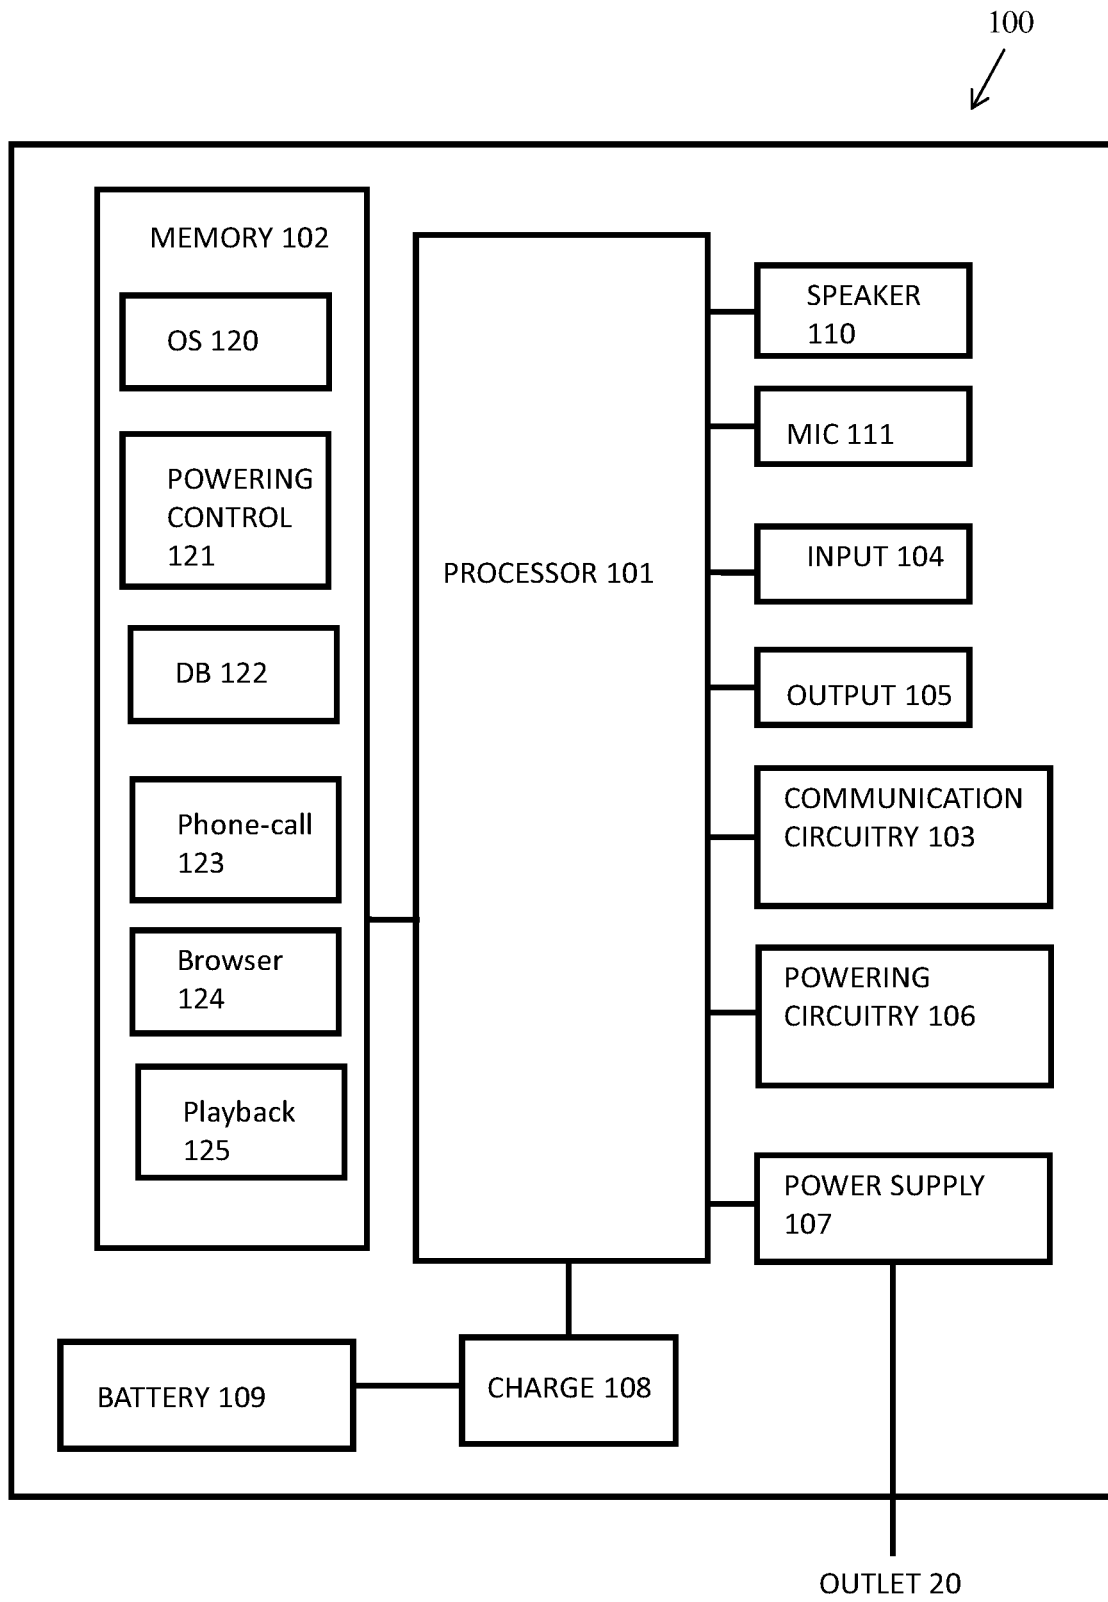 100
MEMORY 102
OS 120
POWERING
CONTROL
121
DB 122
Phone-call
123
Browser
124
Playback
125
PROCESSOR 101
SPEAKER
110
MIC 111
INPUT 104
OUTPUT 105
COMMUNICATION
CIRCUITRY 103
POWERING
CIRCUITRY 106
POWER SUPPLY
107
BATTERY 109
CHARGE 108
OUTLET 20